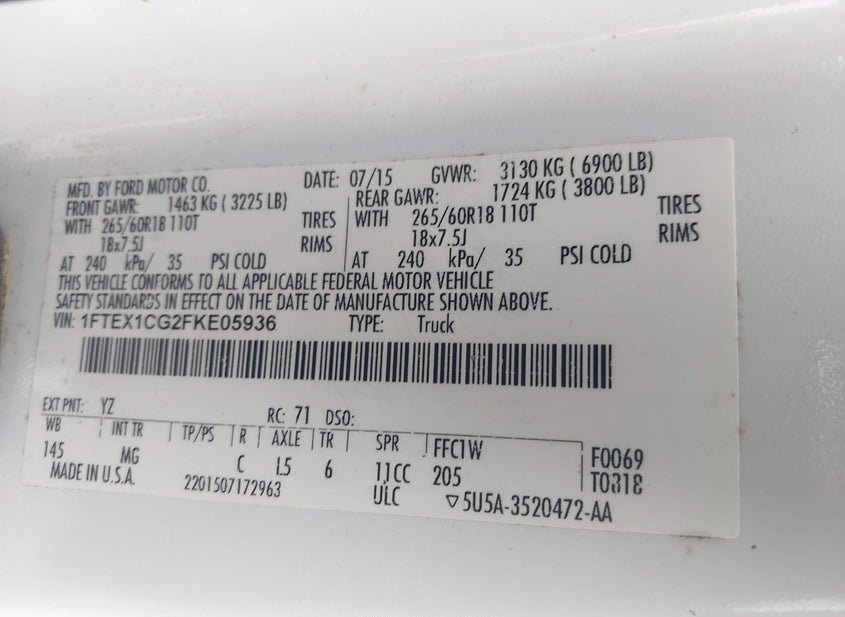 MFD. BY FORD MOTOR CO. DATE: 07/15 GVWR: 3130 KG ( 6900 LB)
FRONT GAWR: 1463 KG ( 3225 LB) REAR GAWR: 1724 KG ( 3800 LB)
WITH 265/60R18 110T TIRES WITH 265/60R18 110T TIRES
18x7.5J RIMS 18x7.5J RIMS
AT 240 kPa/ 35 PSI COLD AT 240 kPa/ 35 PSI COLD
THIS VEHICLE CONFORMS TO ALL APPLICABLE FEDERAL MOTOR VEHICLE
SAFETY STANDARDS IN EFFECT ON THE DATE OF MANUFACTURE SHOWN ABOVE.
VIN: 1FTEX1CG2FKE05936 TYPE: Truck
EXT PNT: YZ RC: 71 DSO:
WB INT TR TP/PS R AXLE TR SPR FFC1W F0069
145 MG C L5 6 11CC 205 T0318
MADE IN U.S.A. 2201507172963 ULC ▽5U5A-3520472-AA